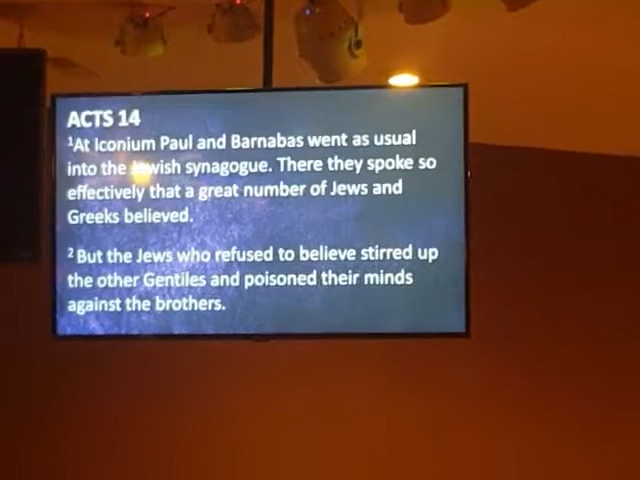 ACTS 14
¹At Iconium Paul and Barnabas went as usual
into the Jewish synagogue. There they spoke so
effectively that a great number of Jews and
Greeks believed.
² But the Jews who refused to believe stirred up
the other Gentiles and poisoned their minds
against the brothers.